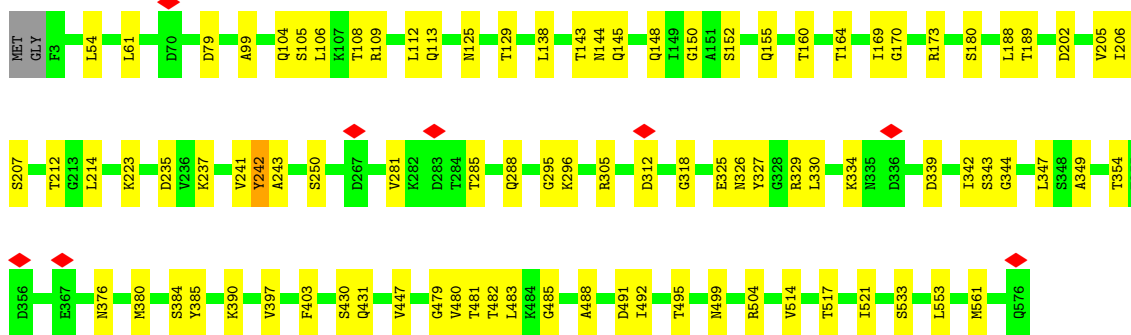 MET GLY F3 L54 L61 D70 D79 A99 Q104 S105 L106 K107 T108 R109 L112 Q113 N125 T129 L138 T143 N144 Q145 Q148 I149 G150 A151 S152 Q155 T160 T164 I169 G170 R173 S180 L188 T189 D202 V205 I206
S207 T212 G213 L214 K223 D235 V236 K237 V241 Y242 A243 S250 D267 V281 K282 D283 T284 T285 Q288 G295 K296 R305 D312 G318 E325 N326 Y327 G328 R329 L330 K334 N335 D336 D339 I342 S343 G344 L347 S348 A349 T354
D356 E367 N376 M380 S384 Y385 K390 V397 F403 S430 Q431 V447 G479 V480 T481 T482 L483 K484 G485 A488 D491 I492 T495 N499 R504 V514 T517 I521 S533 L553 M561 Q576